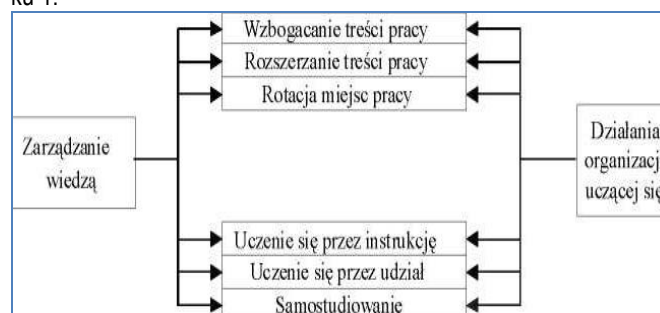 ku 1.
Wzbogacanie treści pracy
Rozszerzanie treści pracy
Rotacja miejsc pracy
Zarządzanie
wiedzą
Działania
organizacji
uczącej się
Uczenie się przez instrukcję
Uczenie się przez udział
Samostudiowanie